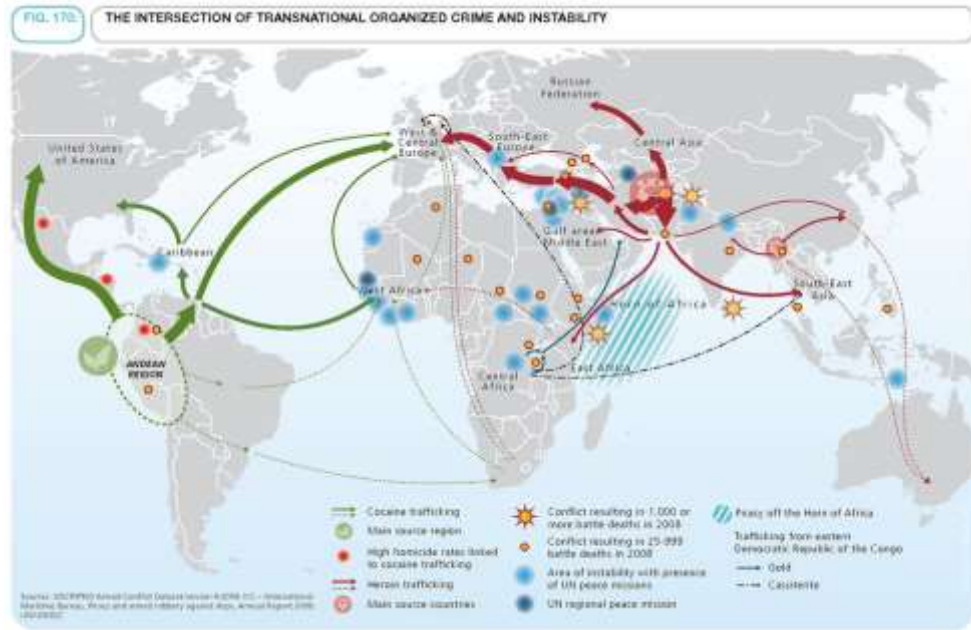 FIG. 170:
THE INTERSECTION OF TRANSNATIONAL ORGANIZED CRIME AND INSTABILITY
Russian
Federation
United States
of America
West &
Central
Europe
South-East
Europe
Central Asia
Caribbean
Gulf area
Middle East
West Africa
Horn of Africa
South-East
Asia
ANDEAN
REGION
Central
Africa
East Africa
Cocaine trafficking
Main source region
High homicide rates linked
to cocaine trafficking
Heroin trafficking
Main source countries
Conflict resulting in 1,000 or
more battle deaths in 2008
Conflict resulting in 25-999
battle deaths in 2008
Area of instability with presence
of UN peace missions
UN regional peace mission
off the Horn of Africa
Trafficking from eastern
Democratic Republic of the Congo
Gold
Cassiterite